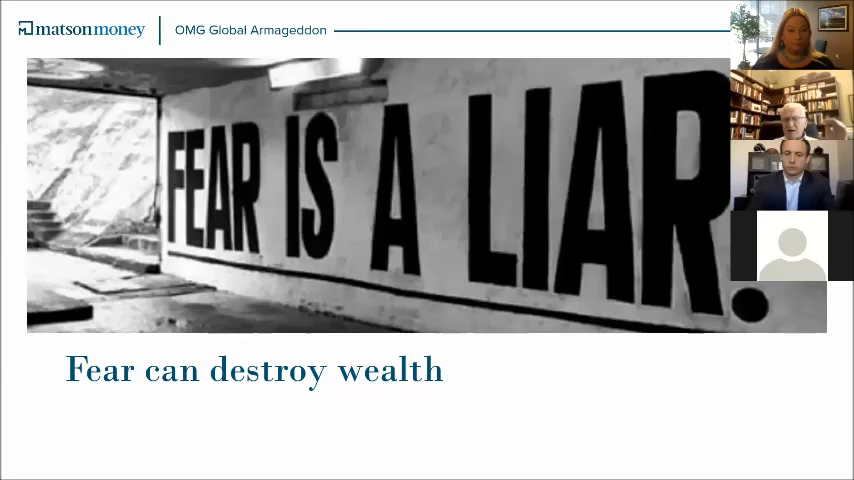 matsonmoney
OMG Global Armageddon
FEAR IS A LIAR.
Fear can destroy wealth